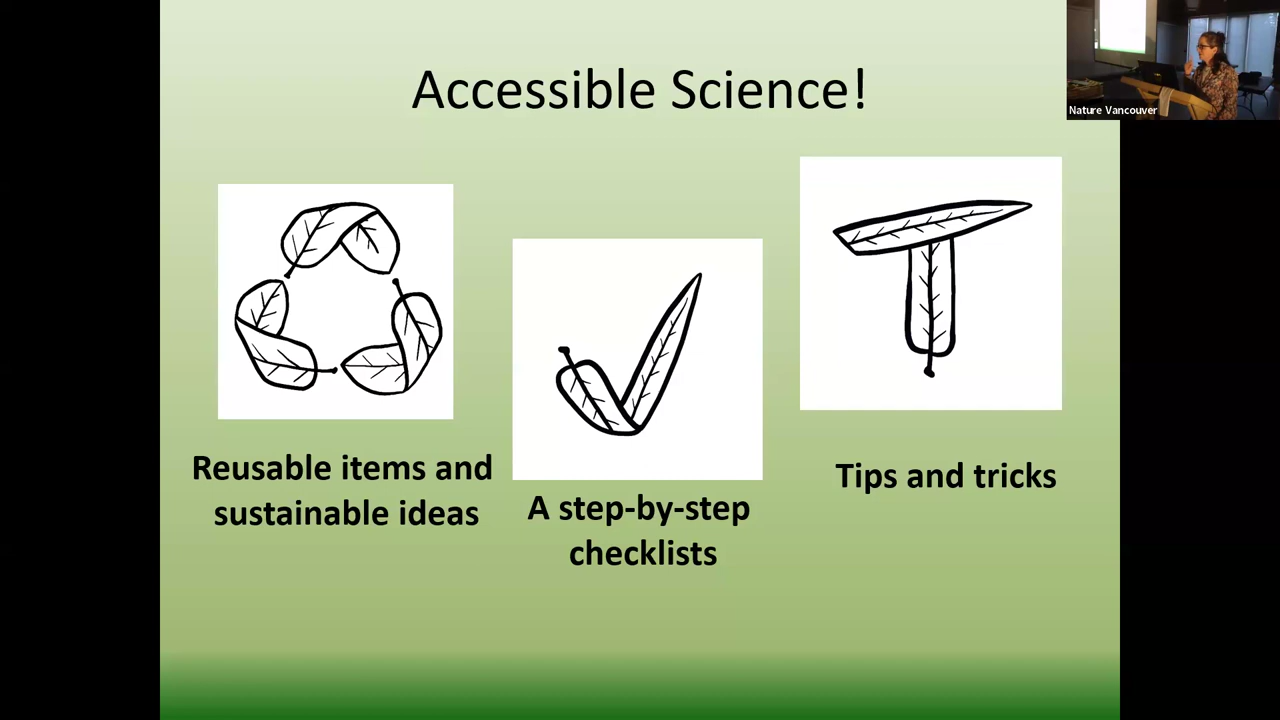 Accessible Science!
Nature Vancouver
Reusable items and
sustainable ideas
A step-by-step
checklists
Tips and tricks